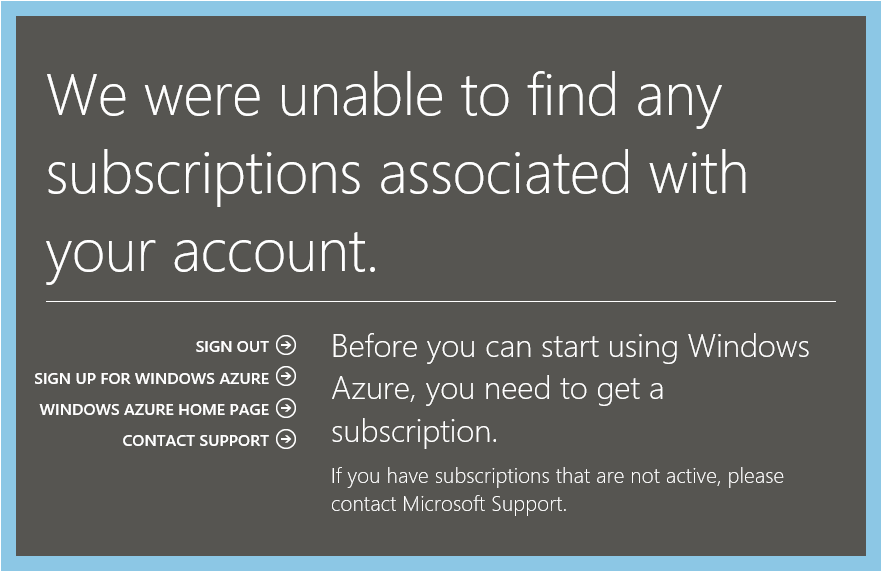 We were unable to find any
subscriptions associated with
your account.
SIGN OUT
SIGN UP FOR WINDOWS AZURE
WINDOWS AZURE HOME PAGE
CONTACT SUPPORT
Before you can start using Windows
Azure, you need to get a
subscription.
If you have subscriptions that are not active, please
contact Microsoft Support.